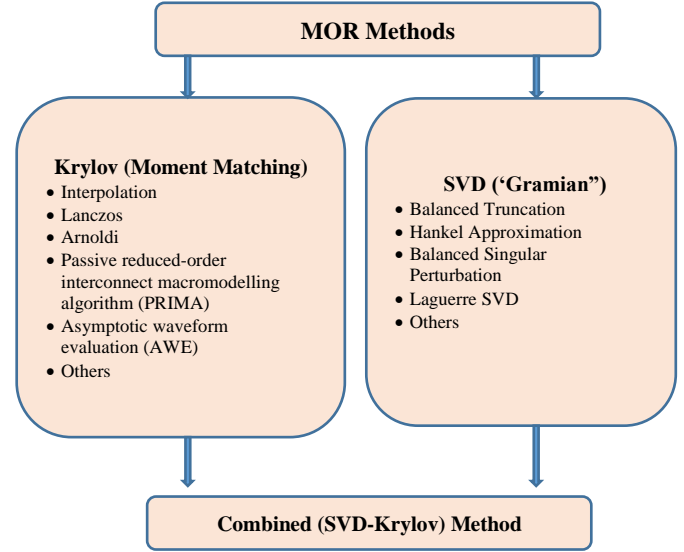 MOR Methods
Krylov (Moment Matching)
• Interpolation
• Lanczos
• Arnoldi
• Passive reduced-order
interconnect macromodelling
algorithm (PRIMA)
• Asymptotic waveform
evaluation (AWE)
• Others
SVD (‘Gramian”)
• Balanced Truncation
• Hankel Approximation
• Balanced Singular
Perturbation
• Laguerre SVD
• Others
Combined (SVD-Krylov) Method